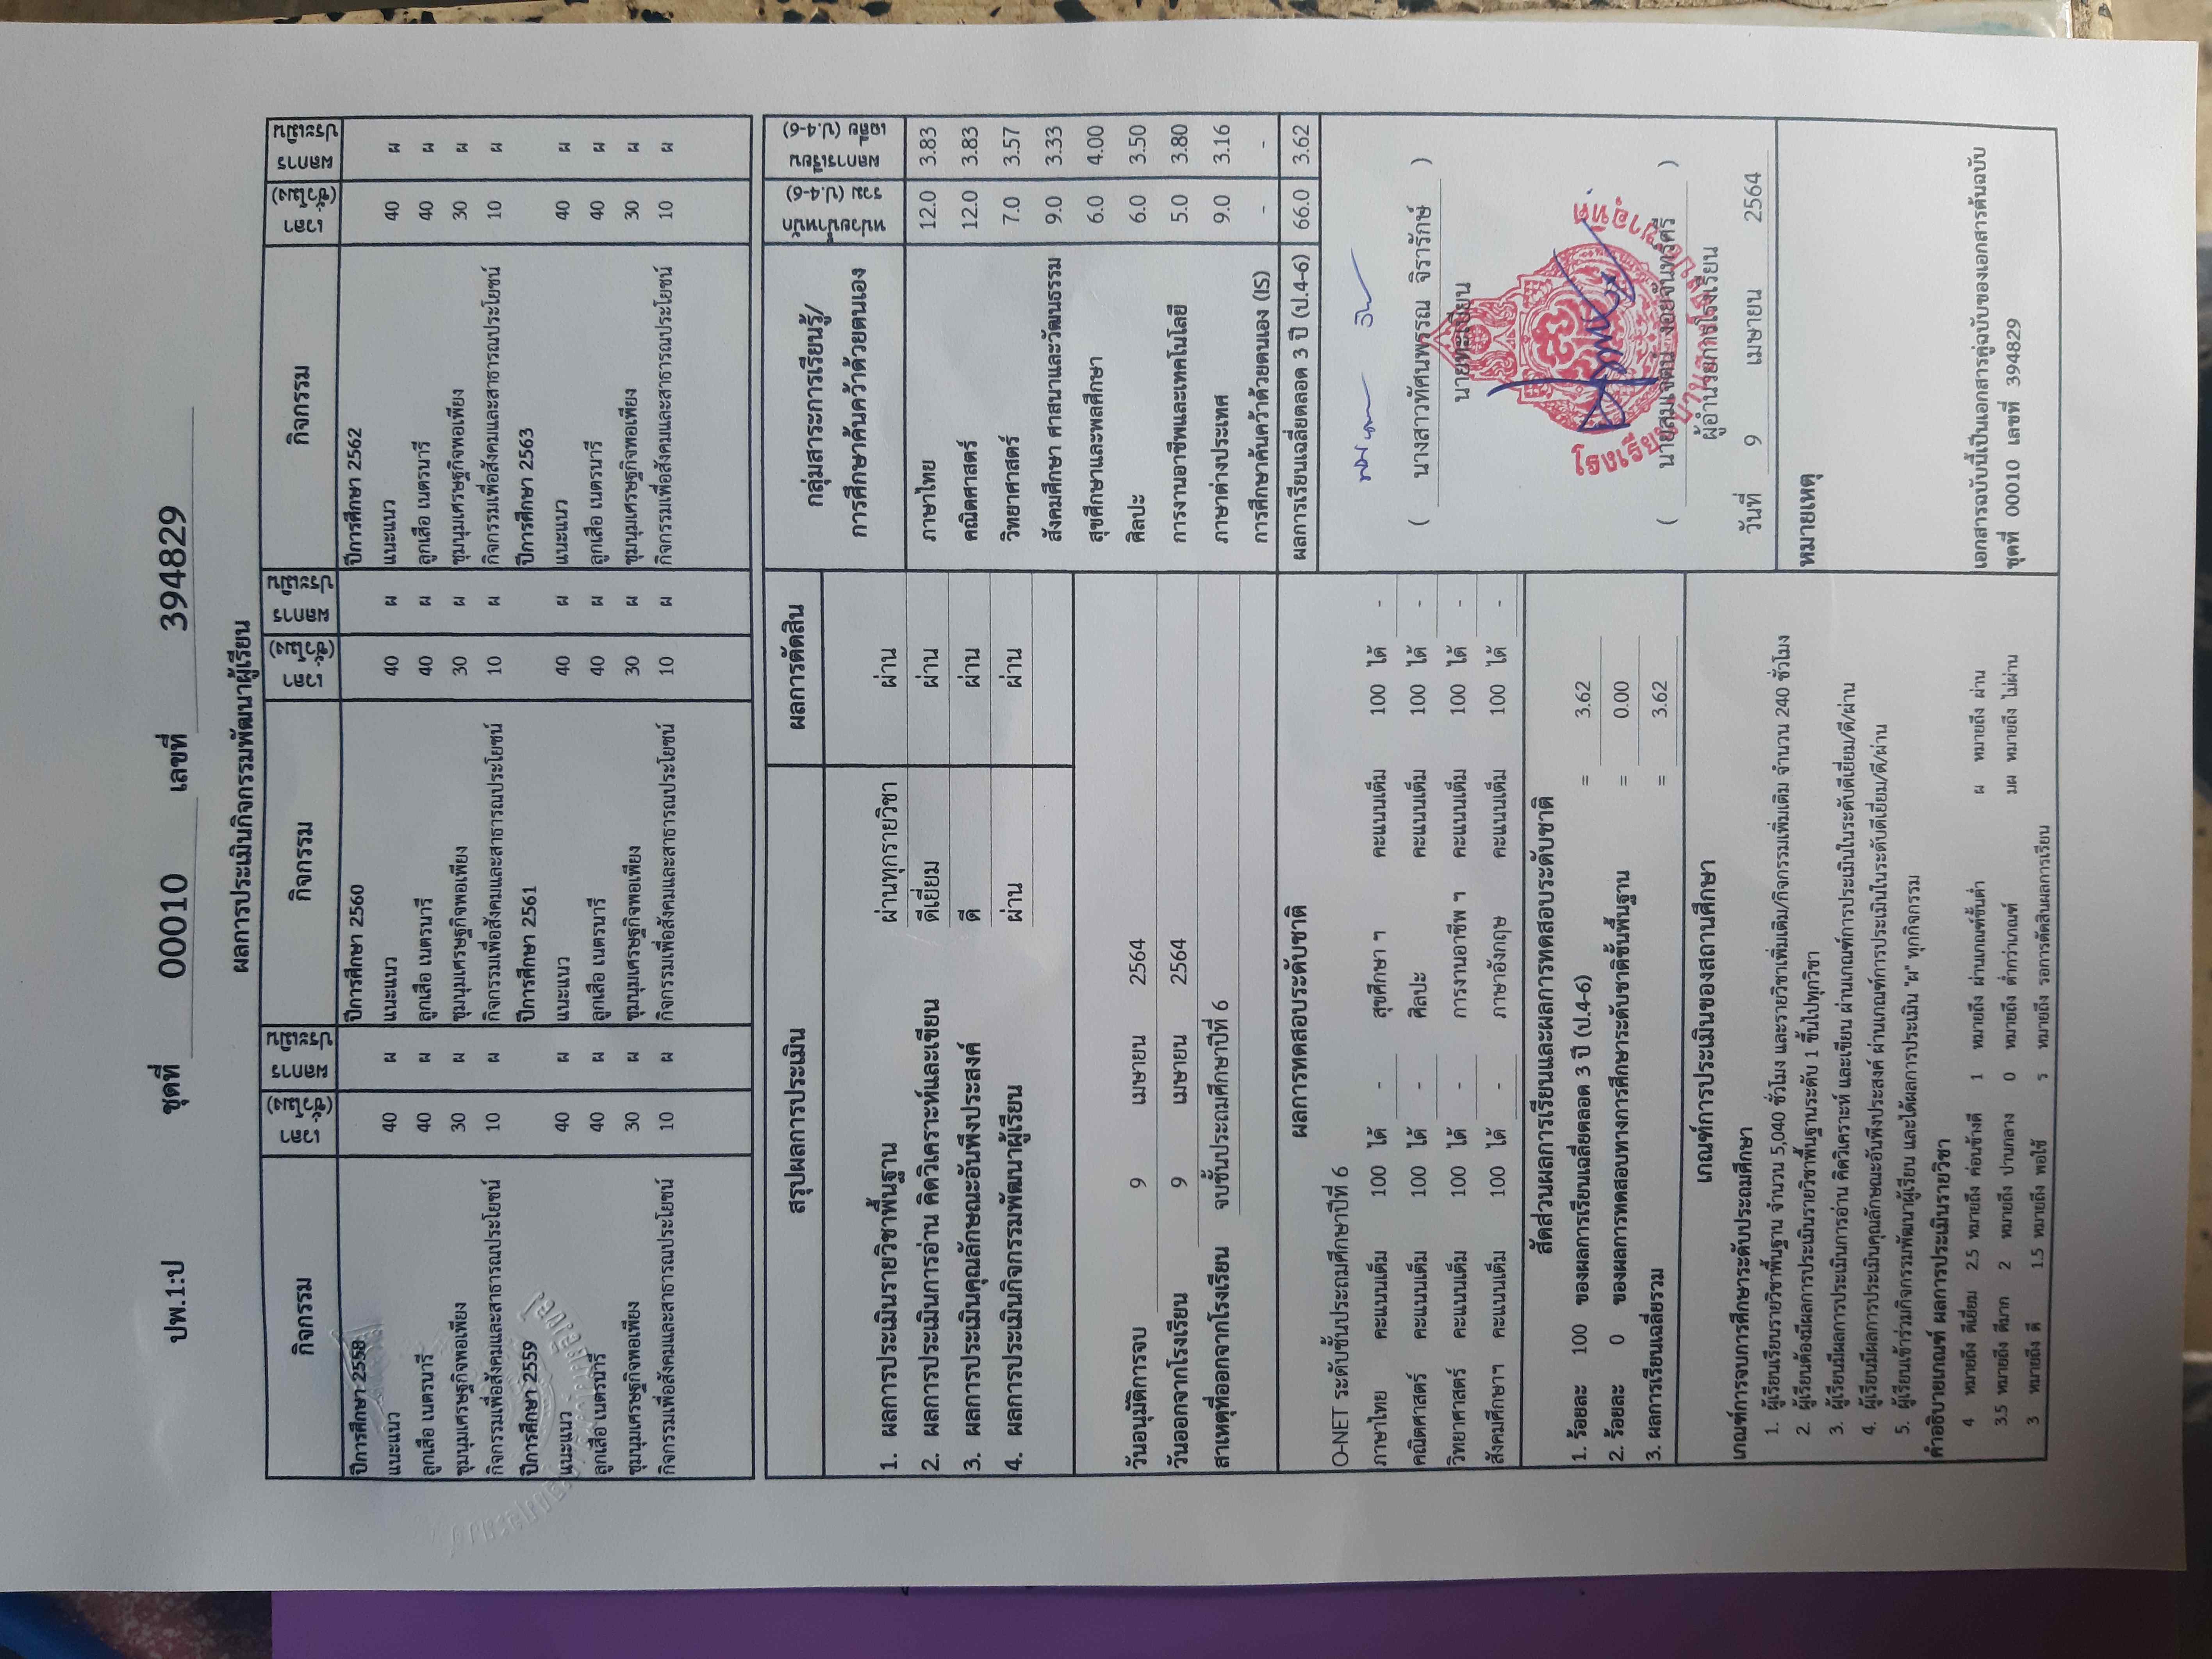 ปพ.1:ป ชุดที่ 00010 เลขที่ 394829
ผลการประเมินกิจกรรมพัฒนาผู้เรียน
กิจกรรม เวลา (ชั่วโมง) ผลการประเมิน กิจกรรม เวลา (ชั่วโมง) ผลการประเมิน กิจกรรม เวลา (ชั่วโมง) ผลการประเมิน
ปีการศึกษา 2558 ปีการศึกษา 2560 ปีการศึกษา 2562
แนะแนว 40 ผ แนะแนว 40 ผ แนะแนว 40 ผ
ลูกเสือ เนตรนารี 40 ผ ลูกเสือ เนตรนารี 40 ผ ลูกเสือ เนตรนารี 40 ผ
ชุมนุมเศรษฐกิจพอเพียง 30 ผ ชุมนุมเศรษฐกิจพอเพียง 30 ผ ชุมนุมเศรษฐกิจพอเพียง 30 ผ
กิจกรรมเพื่อสังคมและสาธารณประโยชน์ 10 ผ กิจกรรมเพื่อสังคมและสาธารณประโยชน์ 10 ผ กิจกรรมเพื่อสังคมและสาธารณประโยชน์ 10 ผ
ปีการศึกษา 2559 ปีการศึกษา 2561 ปีการศึกษา 2563
แนะแนว 40 ผ แนะแนว 40 ผ แนะแนว 40 ผ
ลูกเสือ เนตรนารี 40 ผ ลูกเสือ เนตรนารี 40 ผ ลูกเสือ เนตรนารี 40 ผ
ชุมนุมเศรษฐกิจพอเพียง 30 ผ ชุมนุมเศรษฐกิจพอเพียง 30 ผ ชุมนุมเศรษฐกิจพอเพียง 30 ผ
กิจกรรมเพื่อสังคมและสาธารณประโยชน์ 10 ผ กิจกรรมเพื่อสังคมและสาธารณประโยชน์ 10 ผ กิจกรรมเพื่อสังคมและสาธารณประโยชน์ 10 ผ
สรุปผลการประเมิน ผลการตัดสิน
1. ผลการประเมินรายวิชาพื้นฐาน ผ่านทุกรายวิชา ผ่าน
2. ผลการประเมินการอ่าน คิดวิเคราะห์และเขียน ดีเยี่ยม ผ่าน
3. ผลการประเมินคุณลักษณะอันพึงประสงค์ ดี ผ่าน
4. ผลการประเมินกิจกรรมพัฒนาผู้เรียน ผ่าน ผ่าน
วันอนุมัติการจบ 9 เมษายน 2564
วันออกจากโรงเรียน 9 เมษายน 2564
สาเหตุที่ออกจากโรงเรียน จบชั้นประถมศึกษาปีที่ 6
ผลการทดสอบระดับชาติ
O-NET ระดับชั้นประถมศึกษาปีที่ 6
ภาษาไทย คะแนนเต็ม 100 ได้ - สุขศึกษา ฯ คะแนนเต็ม 100 ได้ -
คณิตศาสตร์ คะแนนเต็ม 100 ได้ - ศิลปะ คะแนนเต็ม 100 ได้ -
วิทยาศาสตร์ คะแนนเต็ม 100 ได้ - การงานอาชีพ ฯ คะแนนเต็ม 100 ได้ -
สังคมศึกษาฯ คะแนนเต็ม 100 ได้ - ภาษาอังกฤษ คะแนนเต็ม 100 ได้ -
สัดส่วนผลการเรียนและผลการทดสอบระดับชาติ
1. ร้อยละ 100 ของผลการเรียนเฉลี่ยตลอด 3 ปี (ป.4-6) = 3.62
2. ร้อยละ 0 ของผลการทดสอบทางการศึกษาระดับชาติขั้นพื้นฐาน = 0.00
3. ผลการเรียนเฉลี่ยรวม = 3.62
เกณฑ์การประเมินของสถานศึกษา
เกณฑ์การจบการศึกษาระดับประถมศึกษา
1. ผู้เรียนเรียนรายวิชาพื้นฐาน จำนวน 5,040 ชั่วโมง และรายวิชาเพิ่มเติม/กิจกรรมเพิ่มเติม จำนวน 240 ชั่วโมง
2. ผู้เรียนต้องมีผลการประเมินรายวิชาพื้นฐานระดับ 1 ขึ้นไปทุกวิชา
3. ผู้เรียนมีผลการประเมินการอ่าน คิดวิเคราะห์ และเขียน ผ่านเกณฑ์การประเมินในระดับดีเยี่ยม/ดี/ผ่าน
4. ผู้เรียนมีผลการประเมินคุณลักษณะอันพึงประสงค์ ผ่านเกณฑ์การประเมินในระดับดีเยี่ยม/ดี/ผ่าน
5. ผู้เรียนเข้าร่วมกิจกรรมพัฒนาผู้เรียน และได้ผลการประเมิน "ผ" ทุกกิจกรรม
คำอธิบายเกณฑ์ ผลการประเมินรายวิชา
4 หมายถึง ดีเยี่ยม 2.5 หมายถึง ค่อนข้างดี 1 หมายถึง ผ่านเกณฑ์ขั้นต่ำ ผ หมายถึง ผ่าน
3.5 หมายถึง ดีมาก 2 หมายถึง ปานกลาง 0 หมายถึง ต่ำกว่าเกณฑ์ มผ หมายถึง ไม่ผ่าน
3 หมายถึง ดี 1.5 หมายถึง พอใช้ ร หมายถึง รอการตัดสินผลการเรียน
กลุ่มสาระการเรียนรู้/ การศึกษาค้นคว้าด้วยตนเอง หน่วยน้ำหนัก รวม (ป.4-6) ผลการเรียน เฉลี่ย (ป.4-6)
ภาษาไทย 12.0 3.83
คณิตศาสตร์ 12.0 3.83
วิทยาศาสตร์ 7.0 3.57
สังคมศึกษา ศาสนาและวัฒนธรรม 9.0 3.33
สุขศึกษาและพลศึกษา 6.0 4.00
ศิลปะ 6.0 3.50
การงานอาชีพและเทคโนโลยี 5.0 3.80
ภาษาต่างประเทศ 9.0 3.16
การศึกษาค้นคว้าด้วยตนเอง (IS) - -
ผลการเรียนเฉลี่ยตลอด 3 ปี (ป.4-6) 66.0 3.62
( นางสาวทัศนพรรณ จิรารักษ์ )
นายทะเบียน
ผู้อำนวยการโรงเรียน
วันที่ 9 เมษายน 2564
หมายเหตุ
เอกสารฉบับนี้เป็นเอกสารคู่ฉบับของเอกสารต้นฉบับ
ชุดที่ 00010 เลขที่ 394829